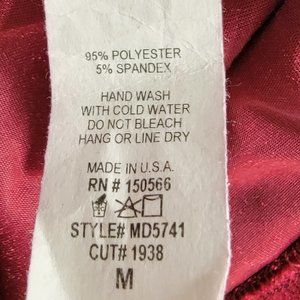 95% POLYESTER
5% SPANDEX
HAND WASH
WITH COLD WATER
DO NOT BLEACH
HANG OR LINE DRY
MADE IN U.S.A.
RN # 150566
STYLE# MD5741
CUT# 1938
M